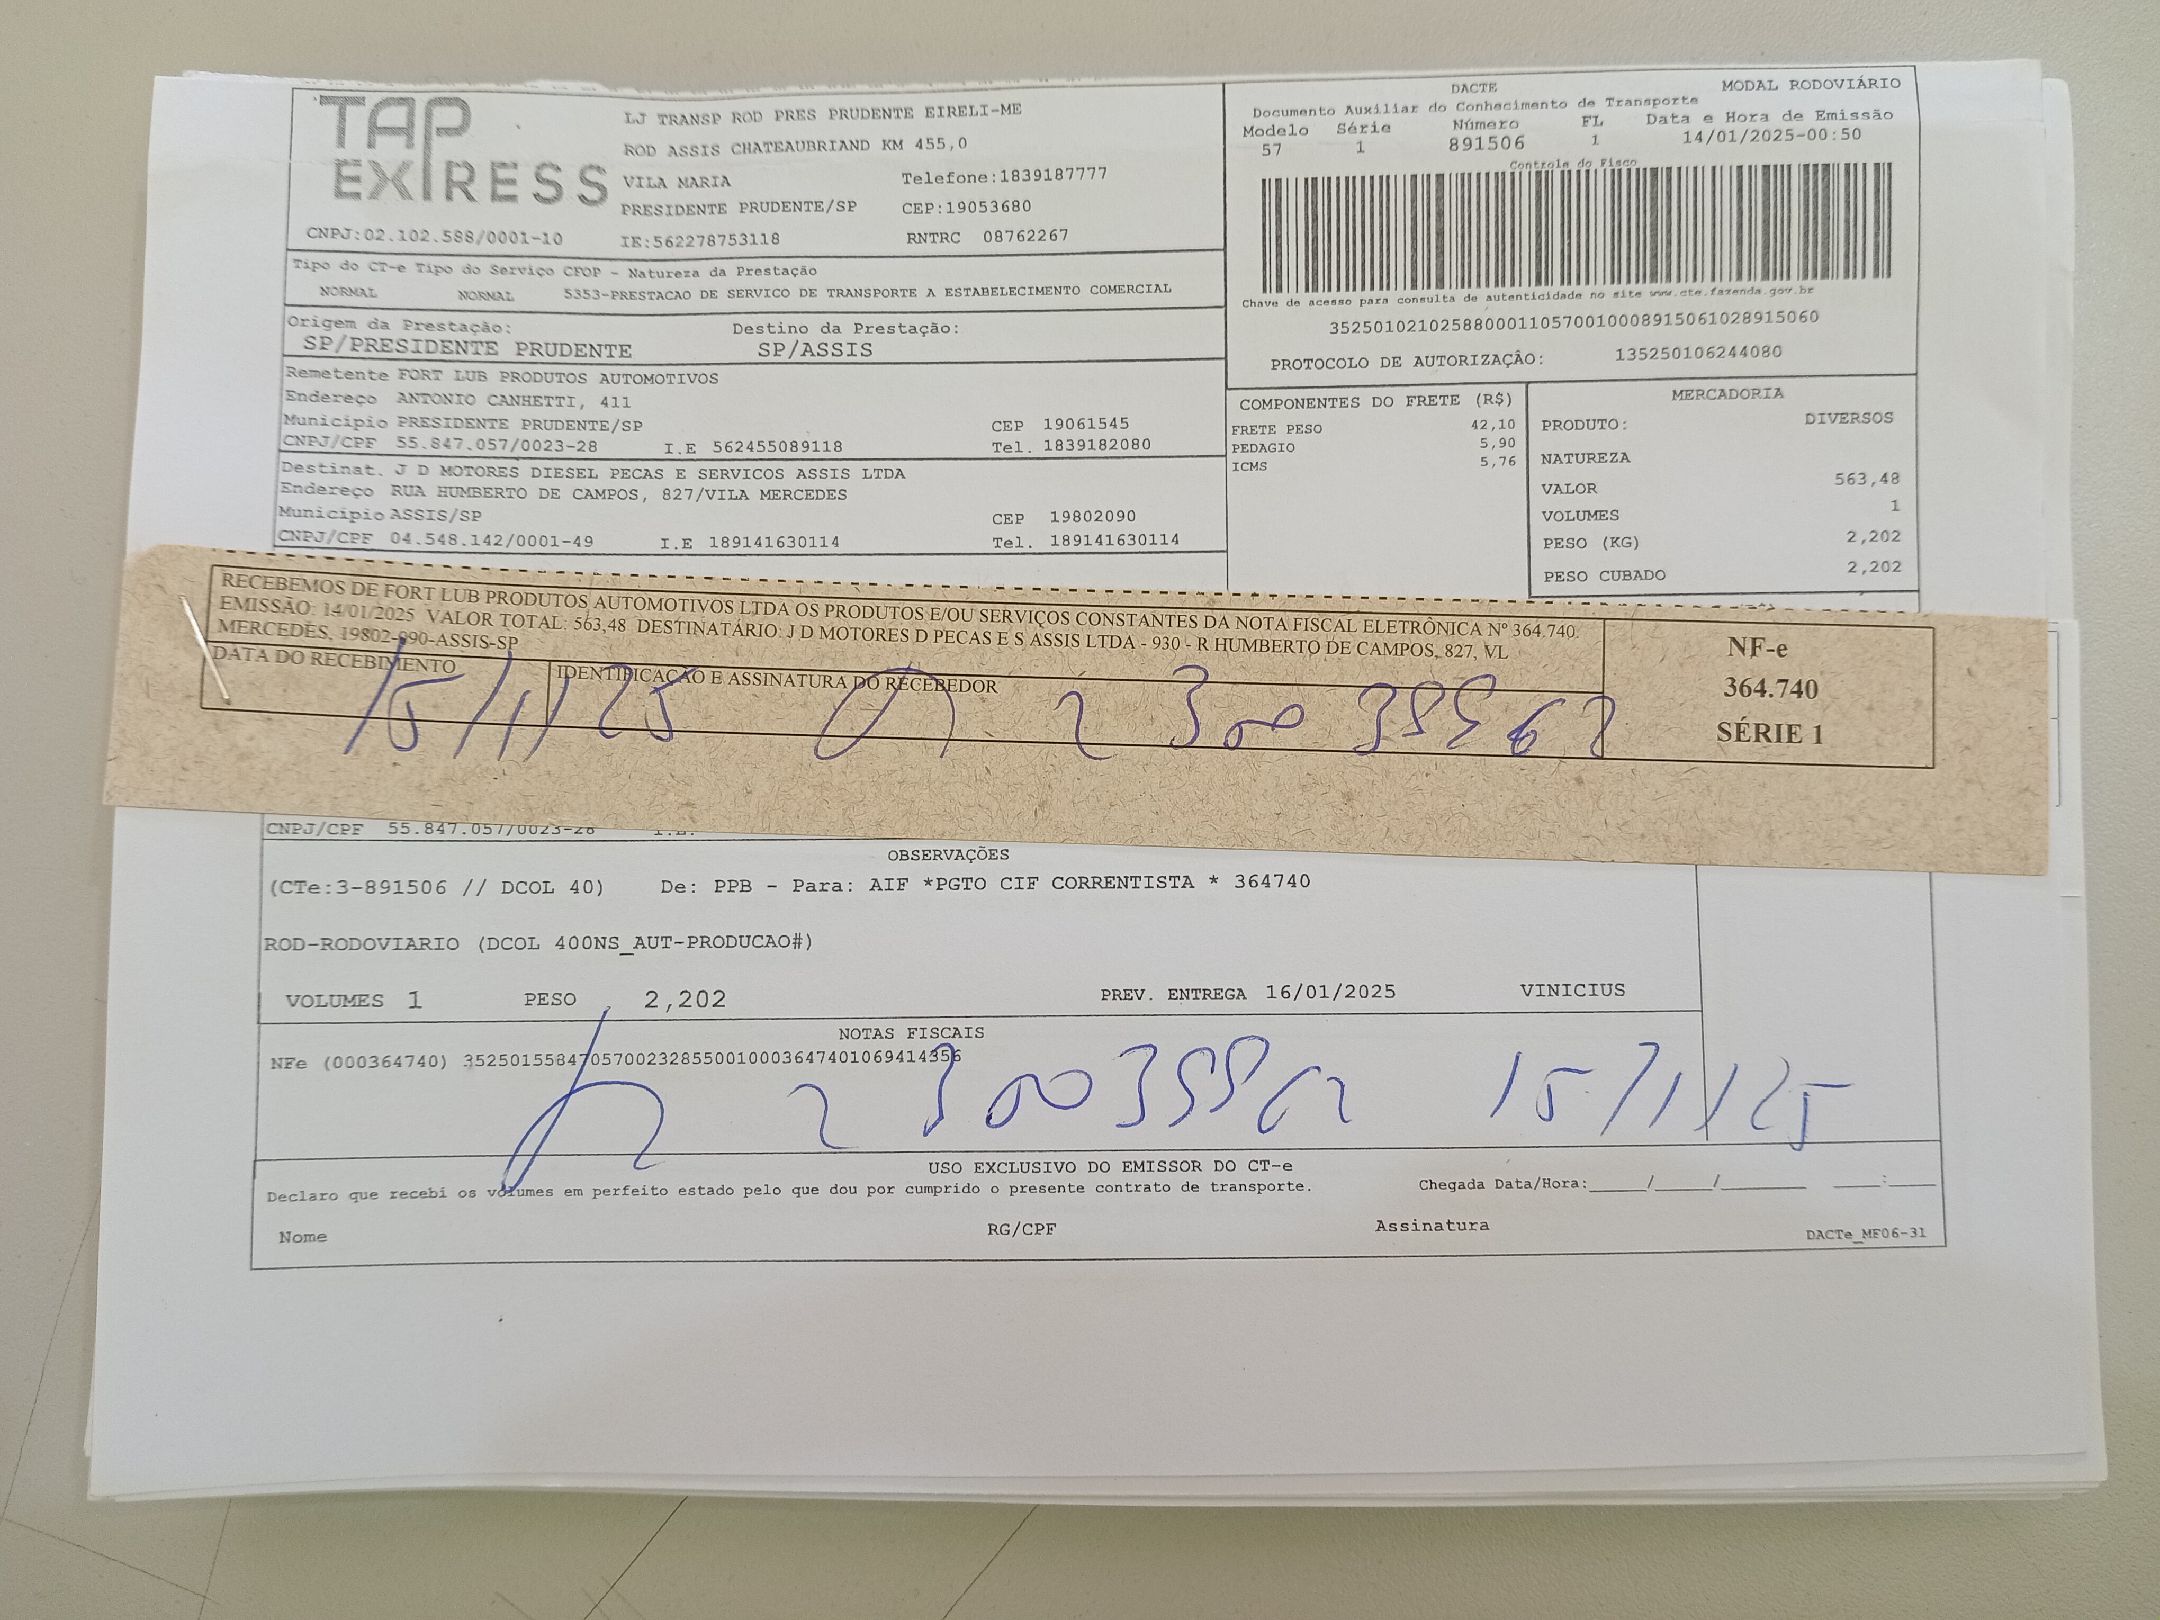 TAP EXPRESS
LJ TRANSP ROD PRES PRUDENTE EIRELI-ME
ROD ASSIS CHATEAUBRIAND KM 455,0
VILA MARIA Telefone:1839187777
PRESIDENTE PRUDENTE/SP CEP:19053680
CNPJ:02.102.588/0001-10 IE:562278753118 RNTRC 08762267
DACTE MODAL RODOVIÁRIO
Documento Auxiliar do Conhecimento de Transporte
Modelo Série Número FL Data e Hora de Emissão
57 1 891506 1 14/01/2025-00:50
Controle do Fisco
Chave de acesso para consulta de autenticidade no site www.cte.fazenda.gov.br
35250102102588000110570010008915061028915060
PROTOCOLO DE AUTORIZAÇÂO: 135250106244080
Tipo do CT-e Tipo do Serviço CFOP - Natureza da Prestação
NORMAL NORMAL 5353-PRESTACAO DE SERVICO DE TRANSPORTE A ESTABELECIMENTO COMERCIAL
Origem da Prestação: Destino da Prestação:
SP/PRESIDENTE PRUDENTE SP/ASSIS
Remetente FORT LUB PRODUTOS AUTOMOTIVOS
Endereço ANTONIO CANHETTI, 411
Municipio PRESIDENTE PRUDENTE/SP CEP 19061545
CNPJ/CPF 55.847.057/0023-28 I.E 562455089118 Tel. 1839182080
Destinat. J D MOTORES DIESEL PECAS E SERVICOS ASSIS LTDA
Endereço RUA HUMBERTO DE CAMPOS, 827/VILA MERCEDES
Municipio ASSIS/SP CEP 19802090
CNPJ/CPF 04.548.142/0001-49 I.E 189141630114 Tel. 189141630114
COMPONENTES DO FRETE (R$)
FRETE PESO 42,10
PEDAGIO 5,90
ICMS 5,76
MERCADORIA
PRODUTO: DIVERSOS
NATUREZA
VALOR 563,48
VOLUMES 1
PESO (KG) 2,202
PESO CUBADO 2,202
RECEBEMOS DE FORT LUB PRODUTOS AUTOMOTIVOS LTDA OS PRODUTOS E/OU SERVIÇOS CONSTANTES DA NOTA FISCAL ELETRÔNICA Nº 364.740.
EMISSÃO: 14/01/2025 VALOR TOTAL: 563,48 DESTINATÁRIO: J D MOTORES D PECAS E S ASSIS LTDA - 930 - R HUMBERTO DE CAMPOS, 827, VL
MERCEDES, 19802-090-ASSIS-SP
DATA DO RECEBIMENTO IDENTIFICAÇÃO E ASSINATURA DO RECEBEDOR
15/1/25
NF-e
364.740
SÉRIE 1
CNPJ/CPF 55.847.057/0023-28 I.E.
OBSERVAÇÕES
(CTe:3-891506 // DCOL 40) De: PPB - Para: AIF *PGTO CIF CORRENTISTA * 364740
ROD-RODOVIARIO (DCOL 400NS_AUT-PRODUCAO#)
VOLUMES 1 PESO 2,202 PREV. ENTREGA 16/01/2025 VINICIUS
NOTAS FISCAIS
NFe (000364740) 35250155847057002328550010003647401069414356
15/1/25
USO EXCLUSIVO DO EMISSOR DO CT-e
Declaro que recebi os volumes em perfeito estado pelo que dou por cumprido o presente contrato de transporte. Chegada Data/Hora:____/____/______ ____:____
Nome RG/CPF Assinatura DACTe_MF06-31